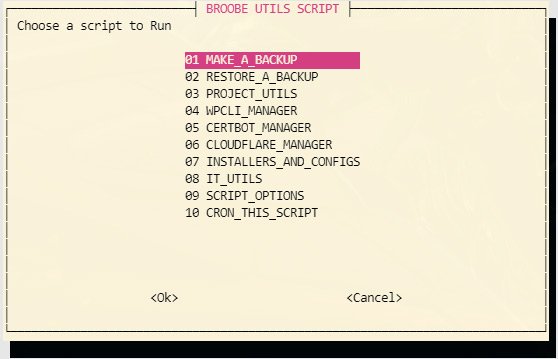 BROOBE UTILS SCRIPT
Choose a script to Run
01 MAKE_A_BACKUP
02 RESTORE_A_BACKUP
03 PROJECT_UTILS
04 WPCLI_MANAGER
05 CERTBOT_MANAGER
06 CLOUDFLARE_MANAGER
07 INSTALLERS_AND_CONFIGS
08 IT_UTILS
09 SCRIPT_OPTIONS
10 CRON_THIS_SCRIPT
<Ok> <Cancel>